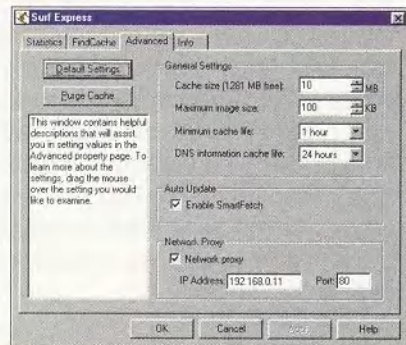 Surf Express
Statistics FindCache Advanced Info
Default Settings
Purge Cache
This window contains helpful
descriptions that will assist
you in setting values in the
Advanced property page. To
learn more about the
settings, drag the mouse
over the setting you would
like to examine.
General Settings
Cache size (1281 MB free): 10 MB
Maximum image size: 100 KB
Minimum cache life: 1 hour
DNS information cache life: 24 hours
Auto Update
Enable SmartFetch
Network Proxy
Network proxy
IP Address: 192.168.0.11 Port: 80
OK Cancel Apply Help